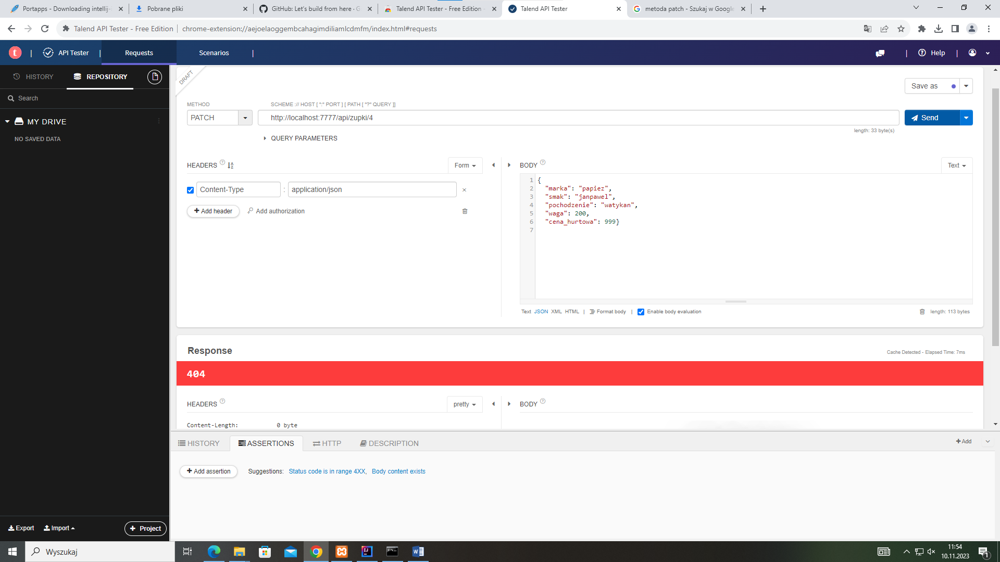 Portapps - Downloading intellij-
Pobrane pliki
GitHub: Let's build from here · G
Talend API Tester - Free Edition -
Talend API Tester
metoda patch - Szukaj w Google
Talend API Tester - Free Edition
chrome-extension://aejoelaoggembcahagimdiliamlcdmfm/index.html#requests
t | API Tester | Requests Scenarios |
| Help |
HISTORY REPOSITORY
Search
MY DRIVE
NO SAVED DATA
DRAFT
Save as
METHOD
SCHEME :// HOST [ ":" PORT ] [ PATH [ "?" QUERY ]]
PATCH
http://localhost:7777/api/zupki/4
Send
length: 33 byte(s)
QUERY PARAMETERS
HEADERS ?
Form
BODY ?
Text
Content-Type : application/json
Add header
Add authorization
1 {
2 "marka": "papiez",
3 "smak": "janpawel",
4 "pochodzenie": "watykan",
5 "waga": 200,
6 "cena_hurtowa": 999}
7
Text JSON XML HTML | Format body | Enable body evaluation
length: 113 bytes
Response
Cache Detected - Elapsed Time: 7ms
404
HEADERS ?
pretty
BODY ?
Content-Length: 0 byte
HISTORY ASSERTIONS HTTP DESCRIPTION
Add
Add assertion
Suggestions: Status code is in range 4XX, Body content exists
Export Import + Project
Wyszukaj
11:54
10.11.2023
1